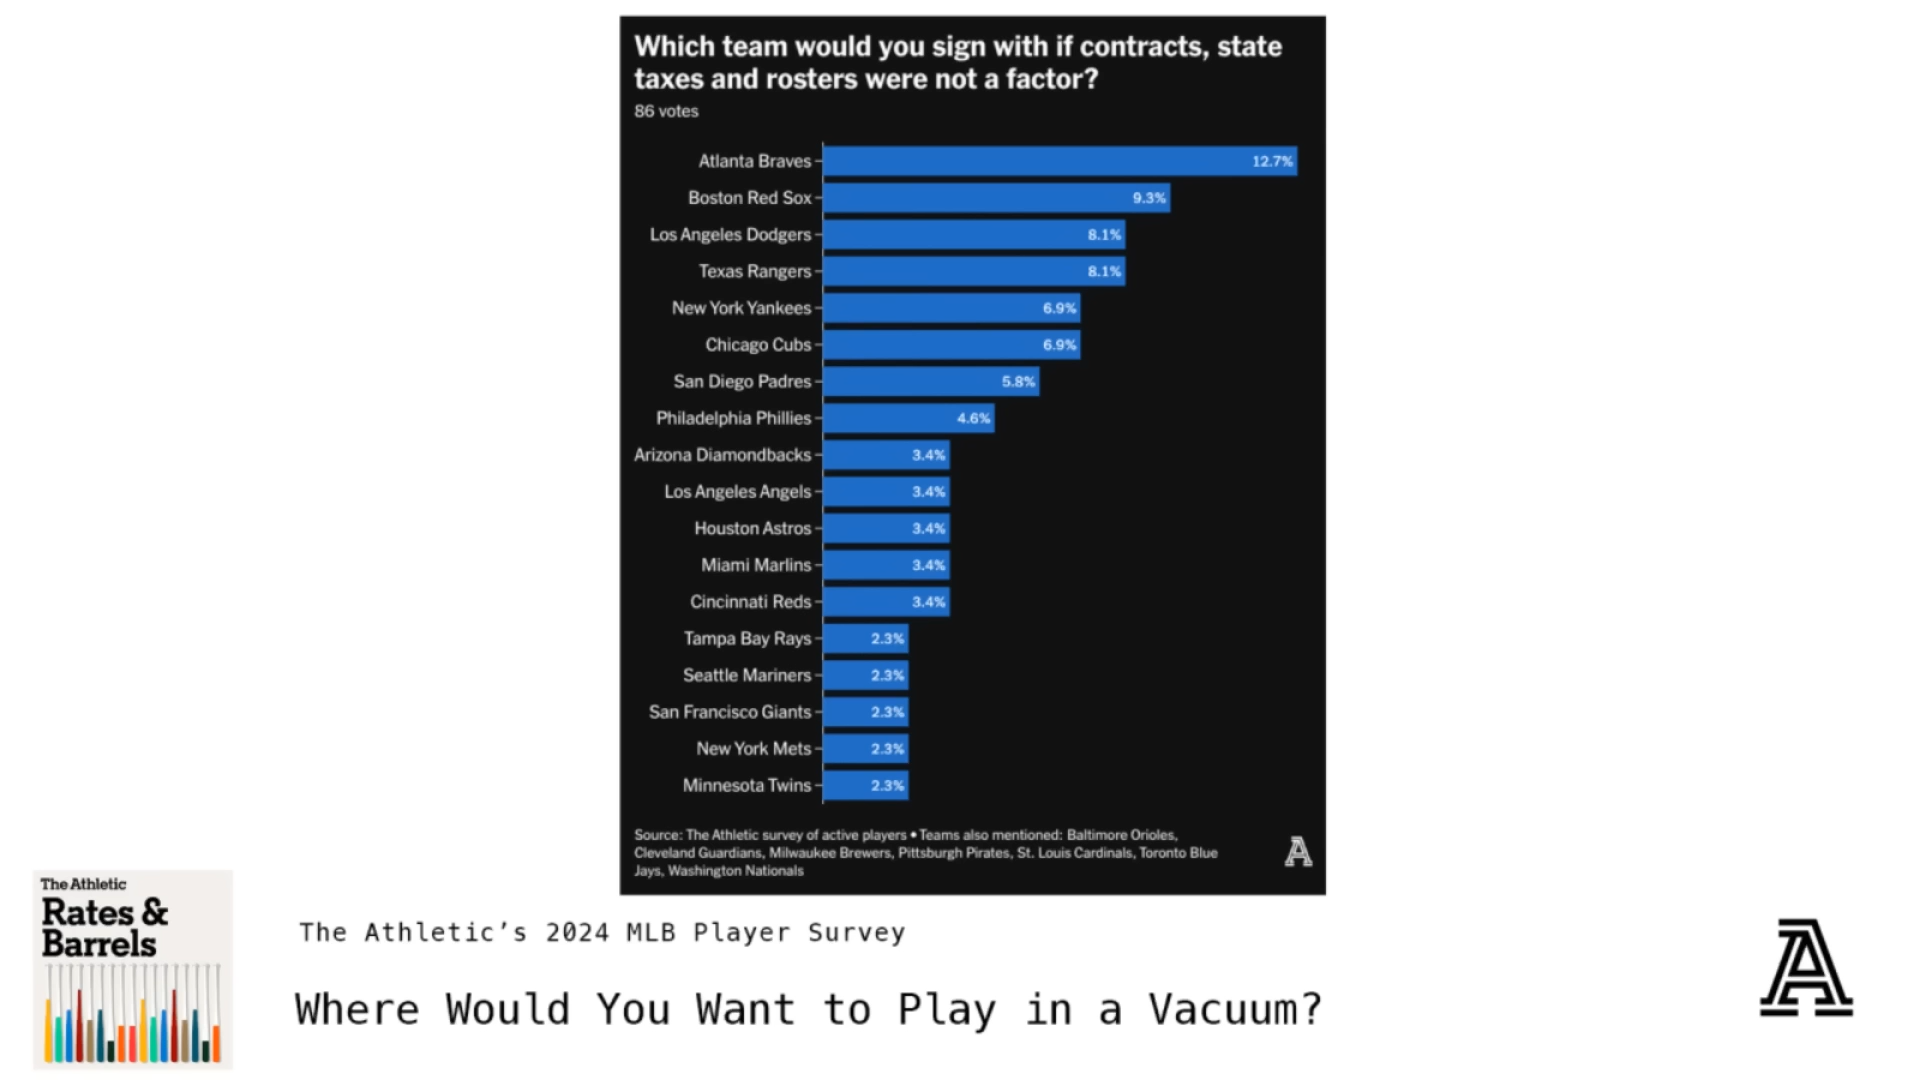 Which team would you sign with if contracts, state
taxes and rosters were not a factor?
86 votes
Atlanta Braves 12.7%
Boston Red Sox 9.3%
Los Angeles Dodgers 8.1%
Texas Rangers 8.1%
New York Yankees 6.9%
Chicago Cubs 6.9%
San Diego Padres 5.8%
Philadelphia Phillies 4.6%
Arizona Diamondbacks 3.4%
Los Angeles Angels 3.4%
Houston Astros 3.4%
Miami Marlins 3.4%
Cincinnati Reds 3.4%
Tampa Bay Rays 2.3%
Seattle Mariners 2.3%
San Francisco Giants 2.3%
New York Mets 2.3%
Minnesota Twins 2.3%
Source: The Athletic survey of active players • Teams also mentioned: Baltimore Orioles,
Cleveland Guardians, Milwaukee Brewers, Pittsburgh Pirates, St. Louis Cardinals, Toronto Blue
Jays, Washington Nationals
A
The Athletic
Rates &
Barrels
The Athletic’s 2024 MLB Player Survey
Where Would You Want to Play in a Vacuum?
A